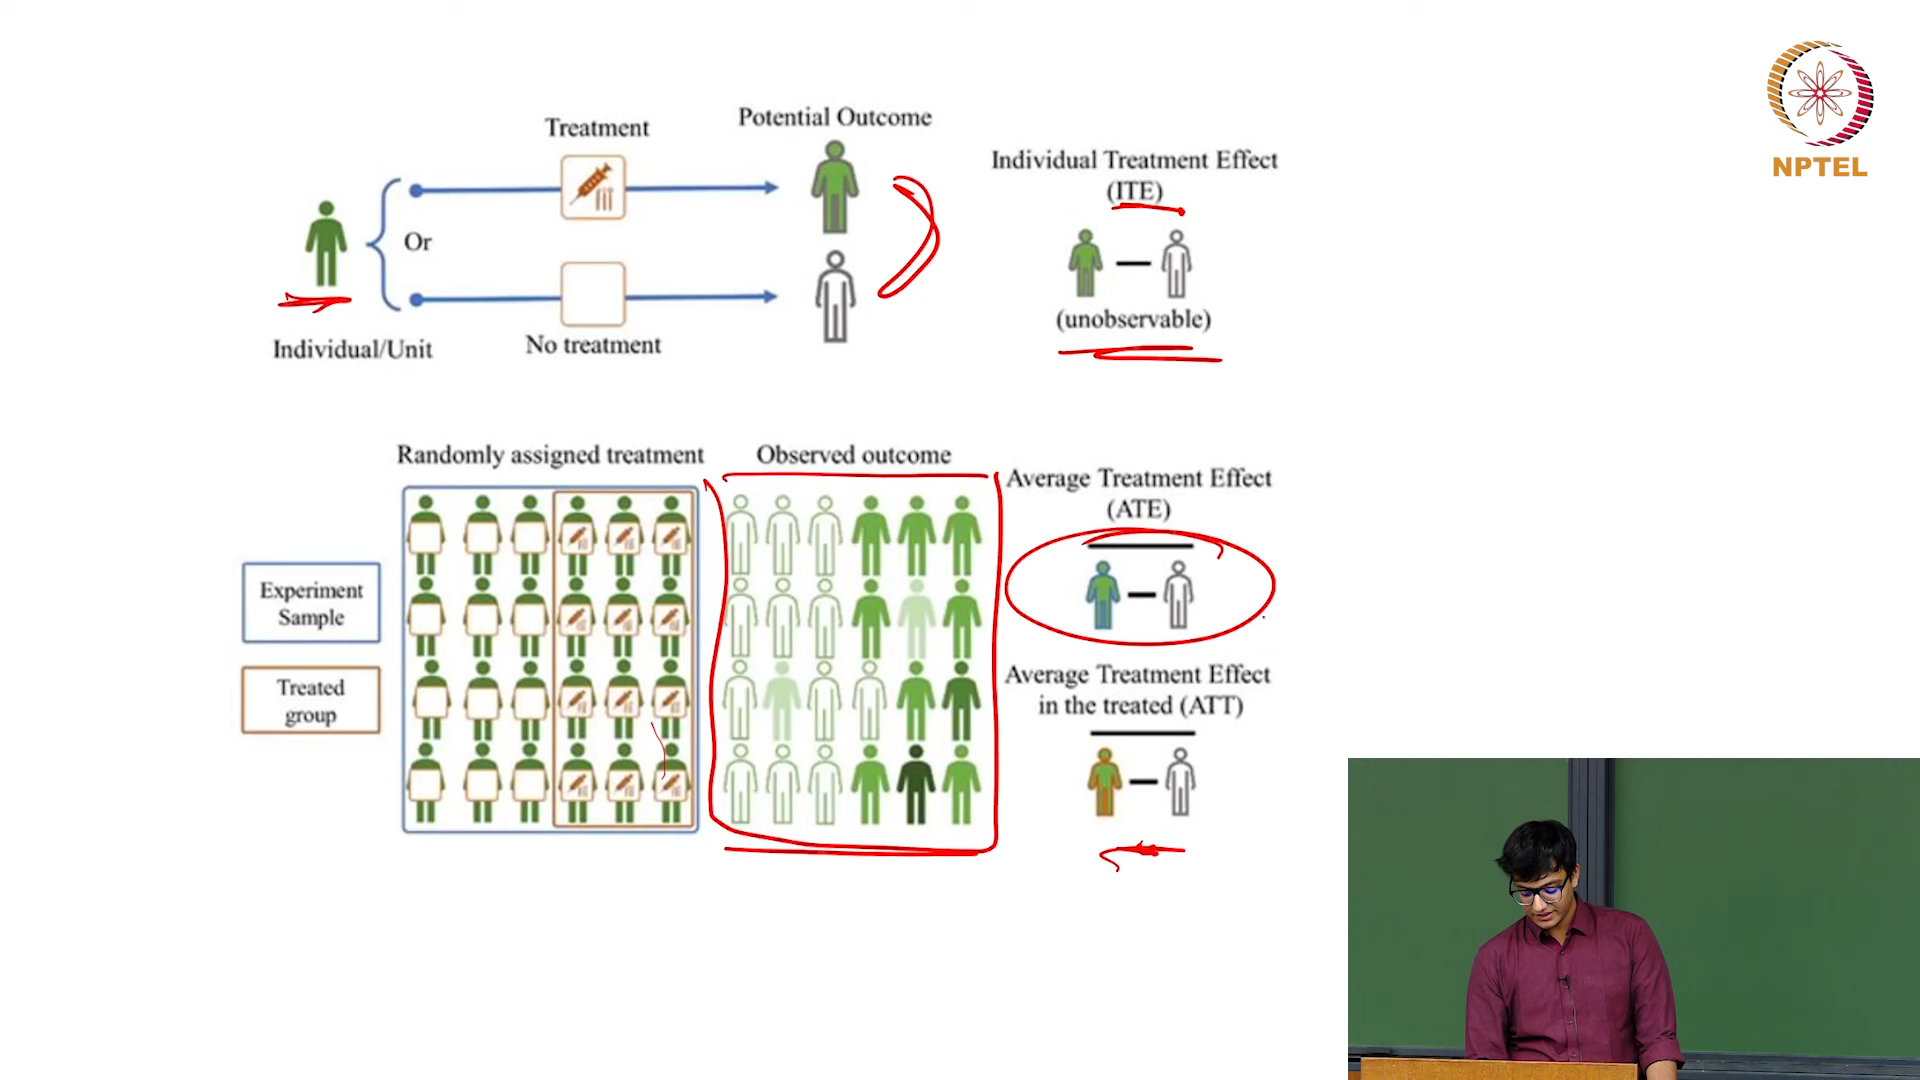 Treatment
Potential Outcome
Individual Treatment Effect
(ITE)
Or
(unobservable)
Individual/Unit
No treatment
NPTEL
Randomly assigned treatment
Observed outcome
Average Treatment Effect
(ATE)
Experiment
Sample
Treated
group
Average Treatment Effect
in the treated (ATT)